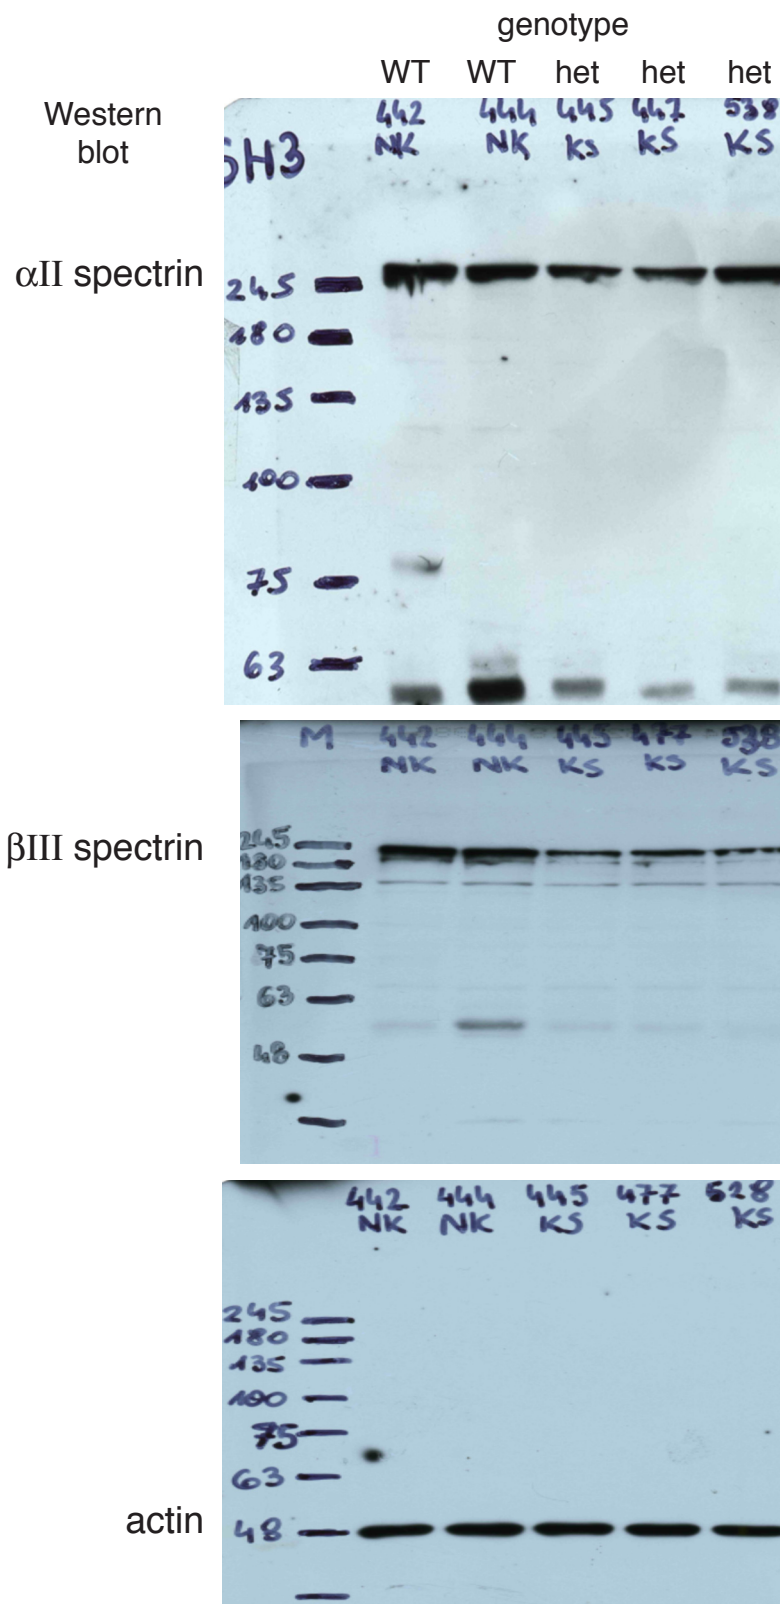 genotype
WT WT het het het
Western
blot
442 444 445 447 538
NK NK KS KS KS
SH3
αII spectrin
245
180
135
100
75
63
M 442 444 445 477 538
NK NK KS KS KS
βIII spectrin
245
180
135
100
75
63
48
442 444 445 477 528
NK NK KS KS KS
245
180
135
100
75
63
actin
48